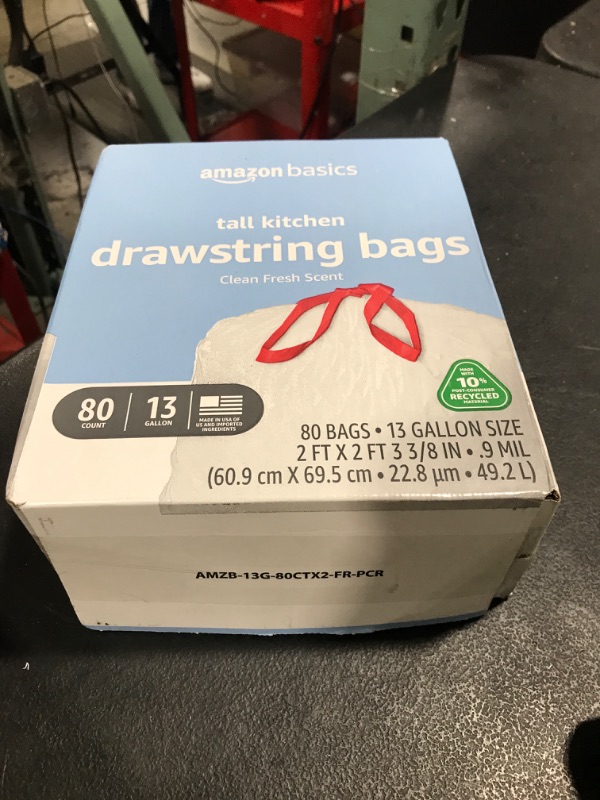 amazon basics
tall kitchen
drawstring bags
Clean Fresh Scent
80
COUNT
13
GALLON
MADE IN USA OF
US AND IMPORTED
INGREDIENTS
MADE
WITH
10%
POST-CONSUMER
RECYCLED
MATERIAL
80 BAGS • 13 GALLON SIZE
2 FT X 2 FT 3 3/8 IN • .9 MIL
(60.9 cm X 69.5 cm • 22.8 µm • 49.2 L)
AMZB-13G-80CTX2-FR-PCR